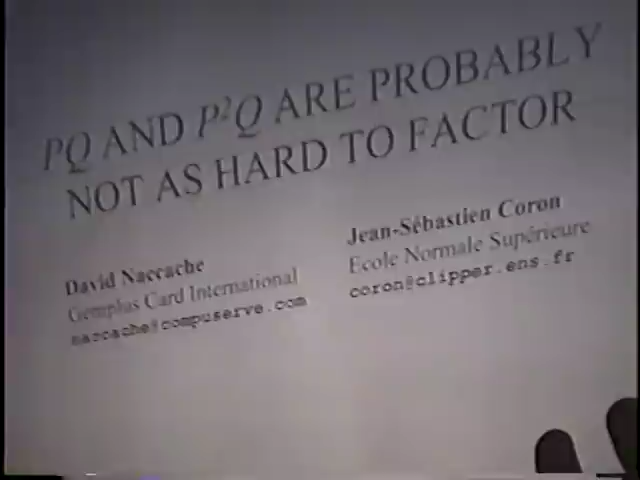 PQ AND P²Q ARE PROBABLY
NOT AS HARD TO FACTOR
David Naccache
Gemplus Card International
naccache@compuserve.com
Jean-Sébastien Coron
Ecole Normale Supérieure
coron@clipper.ens.fr